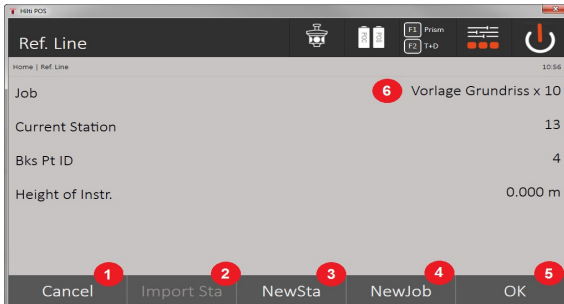 Hilti POS
Ref. Line
POC
POS
F1 Prism
F2 T+D
Home | Ref. Line
10:56
Job
6
Vorlage Grundriss x 10
Current Station
13
Bks Pt ID
4
Height of Instr.
0.000 m
1
2
3
4
5
Cancel
Import Sta
NewSta
NewJob
OK